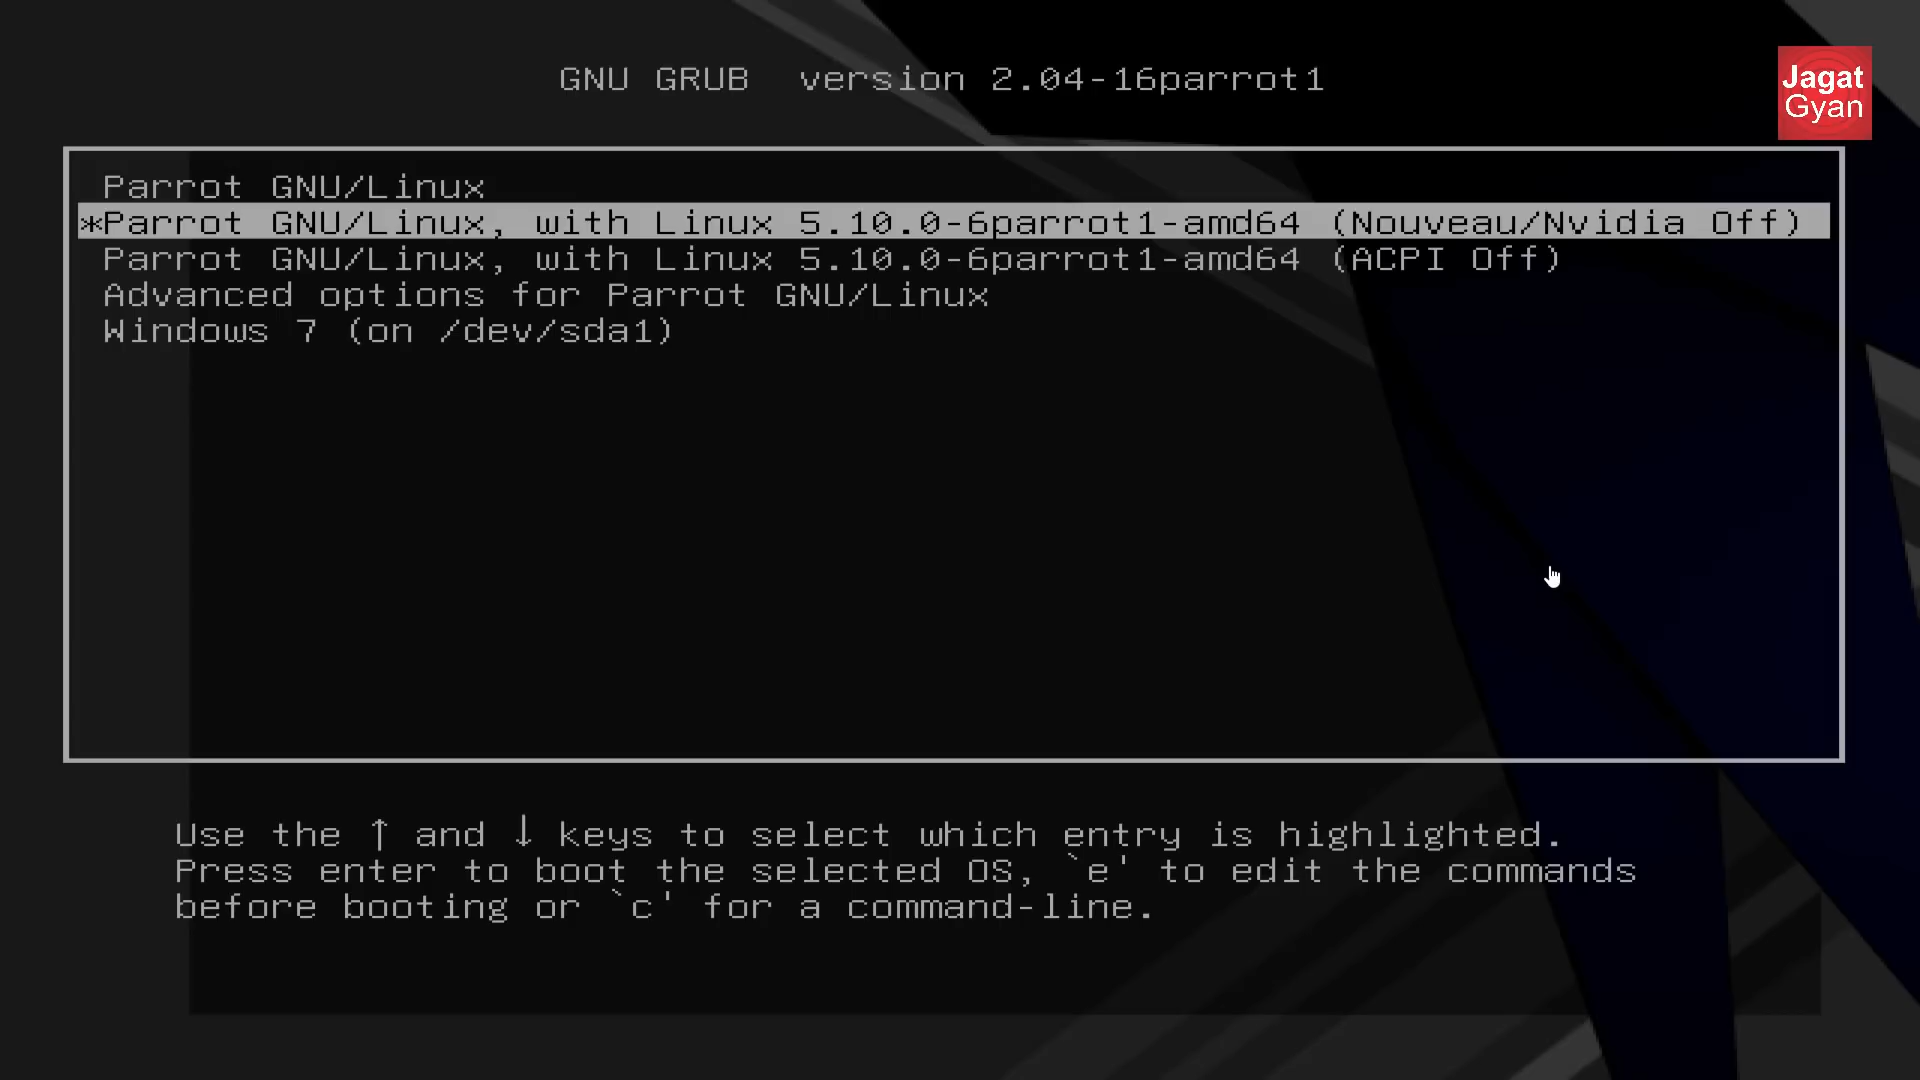 GNU GRUB version 2.04-16parrot1
Jagat
Gyan
Parrot GNU/Linux
*Parrot GNU/Linux, with Linux 5.10.0-6parrot1-amd64 (Nouveau/Nvidia Off)
Parrot GNU/Linux, with Linux 5.10.0-6parrot1-amd64 (ACPI Off)
Advanced options for Parrot GNU/Linux
Windows 7 (on /dev/sda1)
Use the ↑ and ↓ keys to select which entry is highlighted.
Press enter to boot the selected OS, `e' to edit the commands
before booting or `c' for a command-line.